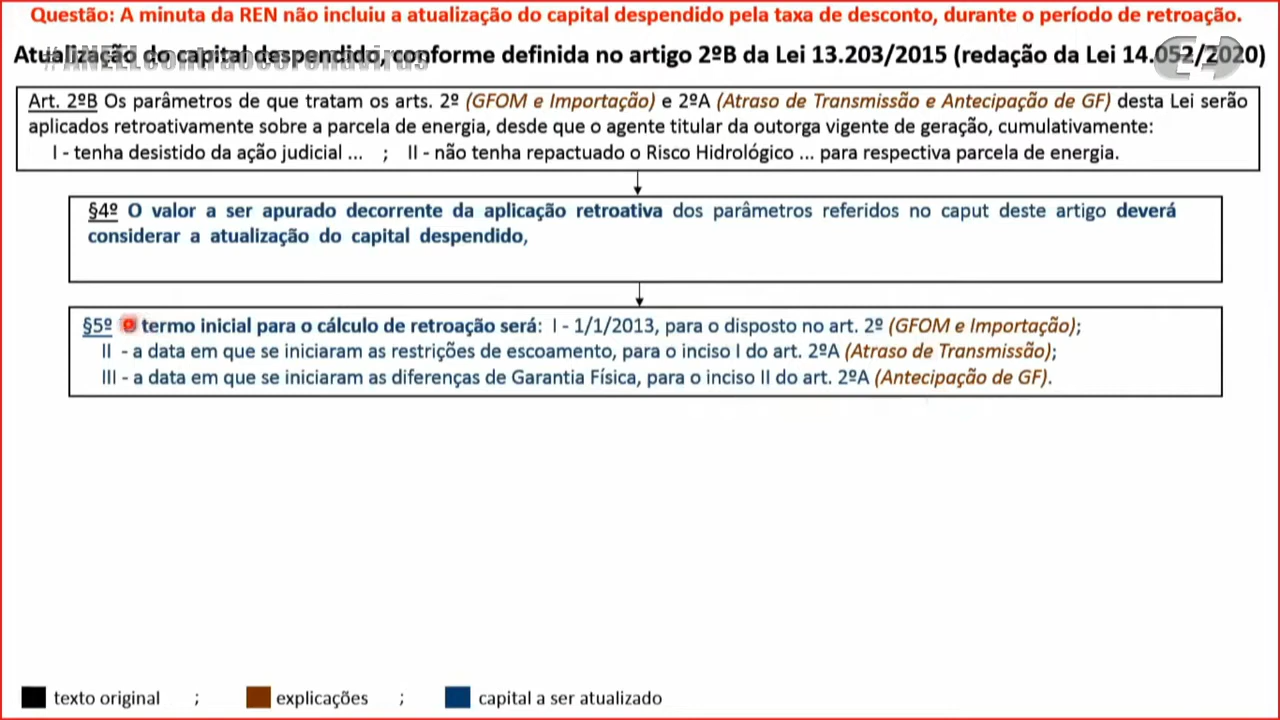 Questão: A minuta da REN não incluiu a atualização do capital despendido pela taxa de desconto, durante o período de retroação.
Atualização do capital despendido, conforme definida no artigo 2ºB da Lei 13.203/2015 (redação da Lei 14.052/2020)
#ANEELcontraocoronavirus
Art. 2ºB Os parâmetros de que tratam os arts. 2º (GFOM e Importação) e 2ºA (Atraso de Transmissão e Antecipação de GF) desta Lei serão
aplicados retroativamente sobre a parcela de energia, desde que o agente titular da outorga vigente de geração, cumulativamente:
I - tenha desistido da ação judicial ... ; II - não tenha repactuado o Risco Hidrológico ... para respectiva parcela de energia.
§4º O valor a ser apurado decorrente da aplicação retroativa dos parâmetros referidos no caput deste artigo deverá
considerar a atualização do capital despendido,
§5º O termo inicial para o cálculo de retroação será: I - 1/1/2013, para o disposto no art. 2º (GFOM e Importação);
II - a data em que se iniciaram as restrições de escoamento, para o inciso I do art. 2ºA (Atraso de Transmissão);
III - a data em que se iniciaram as diferenças de Garantia Física, para o inciso II do art. 2ºA (Antecipação de GF).
texto original ; explicações ; capital a ser atualizado